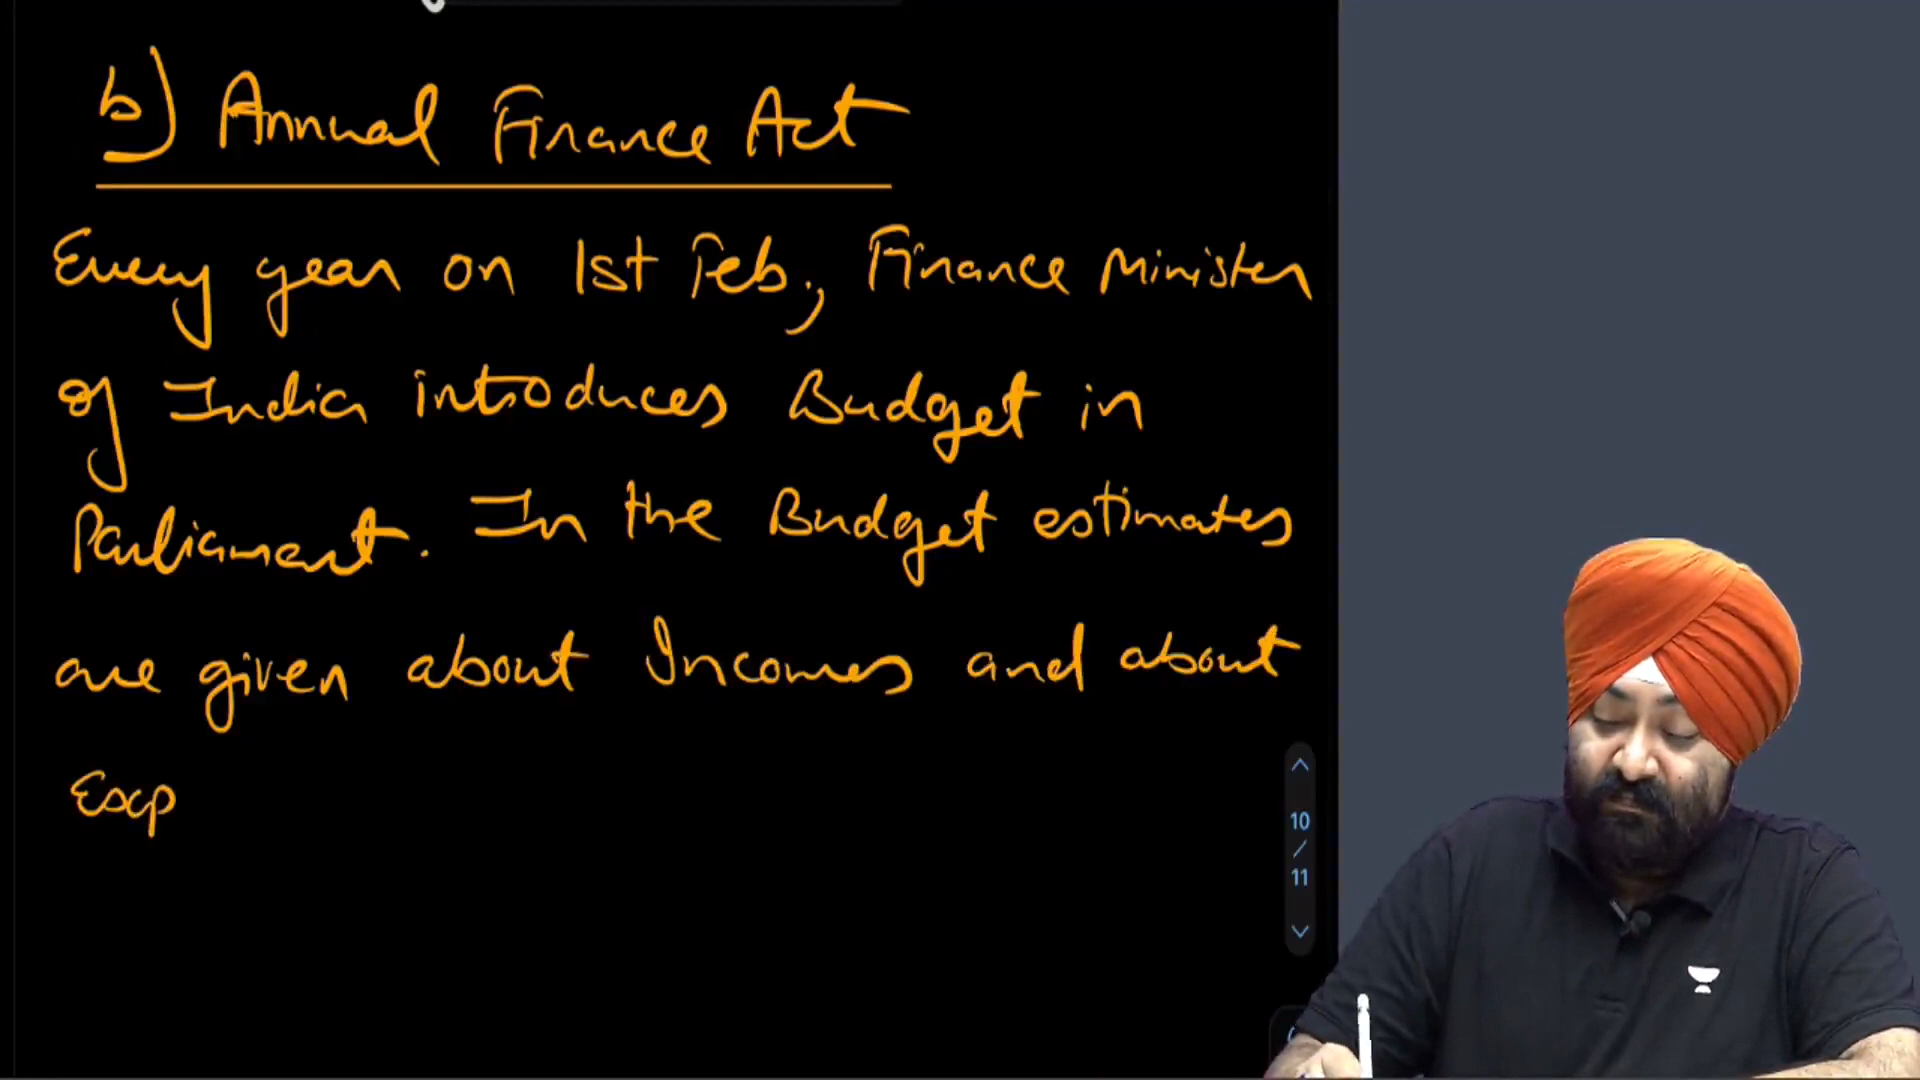 b) Annual Finance Act
Every year on 1st Feb., Finance Minister
of India introduces Budget in
Parliament. In the Budget estimates
are given about Incomes and about
Exp
10
/
11